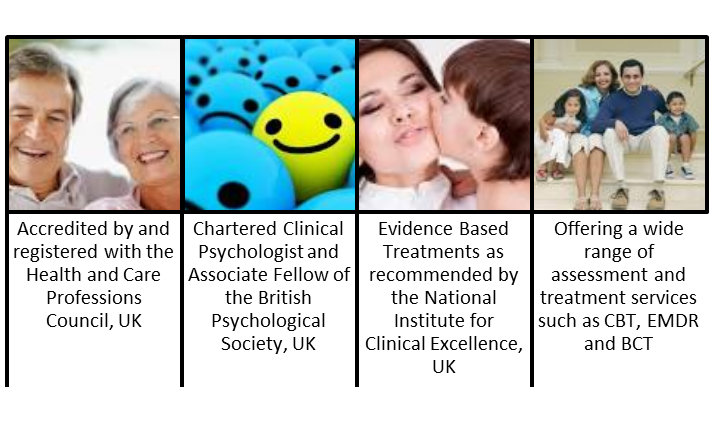 Accredited by and
registered with the
Health and Care
Professions
Council, UK
Chartered Clinical
Psychologist and
Associate Fellow of
the British
Psychological
Society, UK
Evidence Based
Treatments as
recommended by
the National
Institute for
Clinical Excellence,
UK
Offering a wide
range of
assessment and
treatment services
such as CBT, EMDR
and BCT